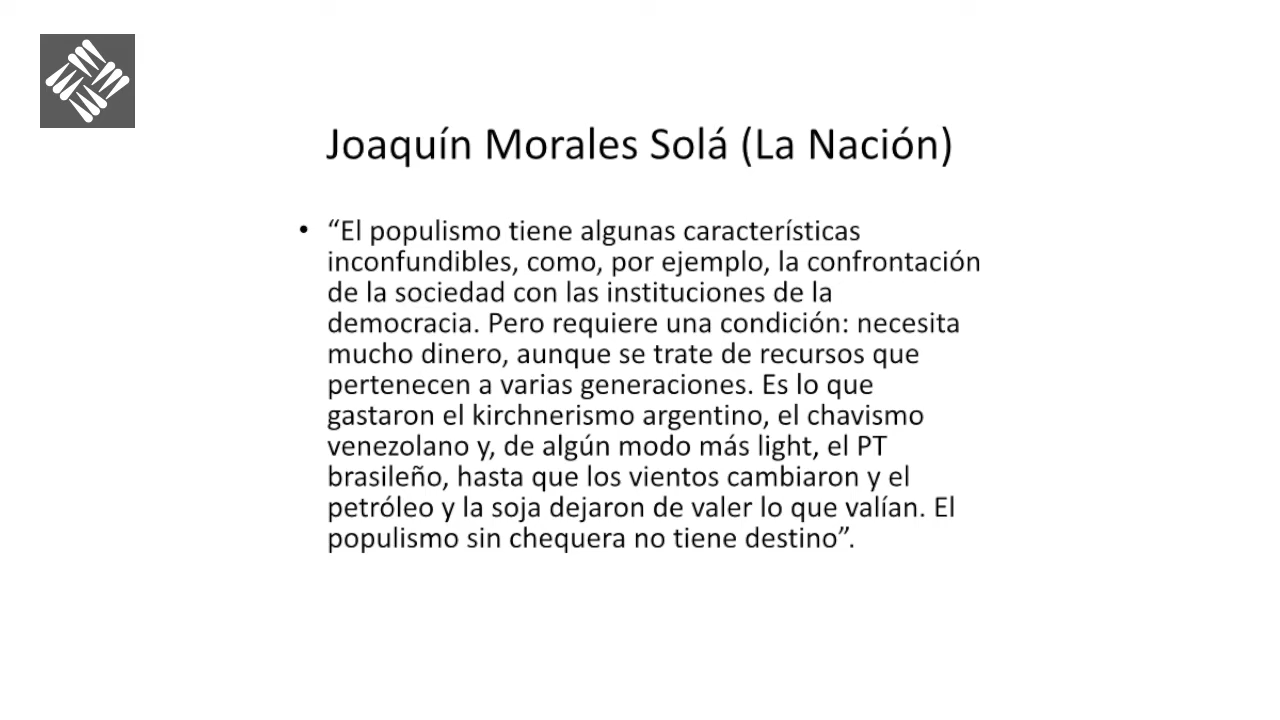 Joaquín Morales Solá (La Nación)
• “El populismo tiene algunas características
inconfundibles, como, por ejemplo, la confrontación
de la sociedad con las instituciones de la
democracia. Pero requiere una condición: necesita
mucho dinero, aunque se trate de recursos que
pertenecen a varias generaciones. Es lo que
gastaron el kirchnerismo argentino, el chavismo
venezolano y, de algún modo más light, el PT
brasileño, hasta que los vientos cambiaron y el
petróleo y la soja dejaron de valer lo que valían. El
populismo sin chequera no tiene destino”.